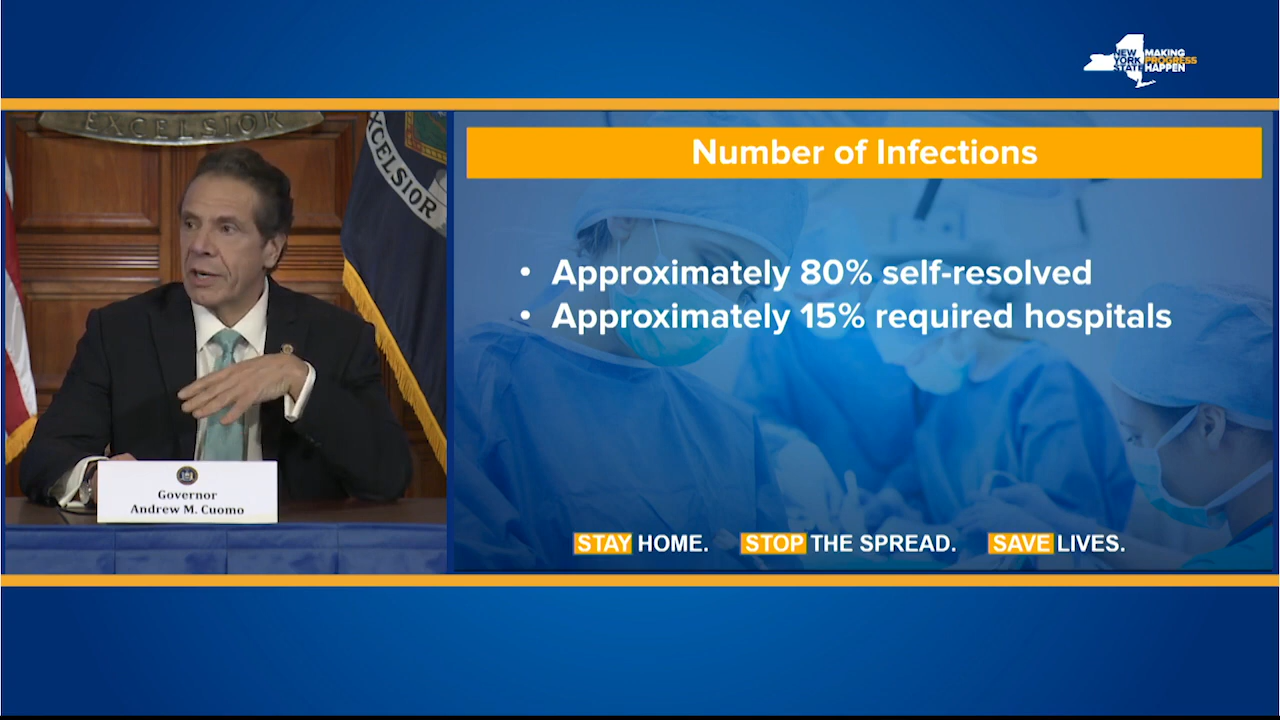 NEW
YORK
STATE
MAKING
PROGRESS
HAPPEN
EXCELSIOR
EXCELSIOR
Governor
Andrew M. Cuomo
Number of Infections
• Approximately 80% self-resolved
• Approximately 15% required hospitals
STAY HOME. STOP THE SPREAD. SAVE LIVES.